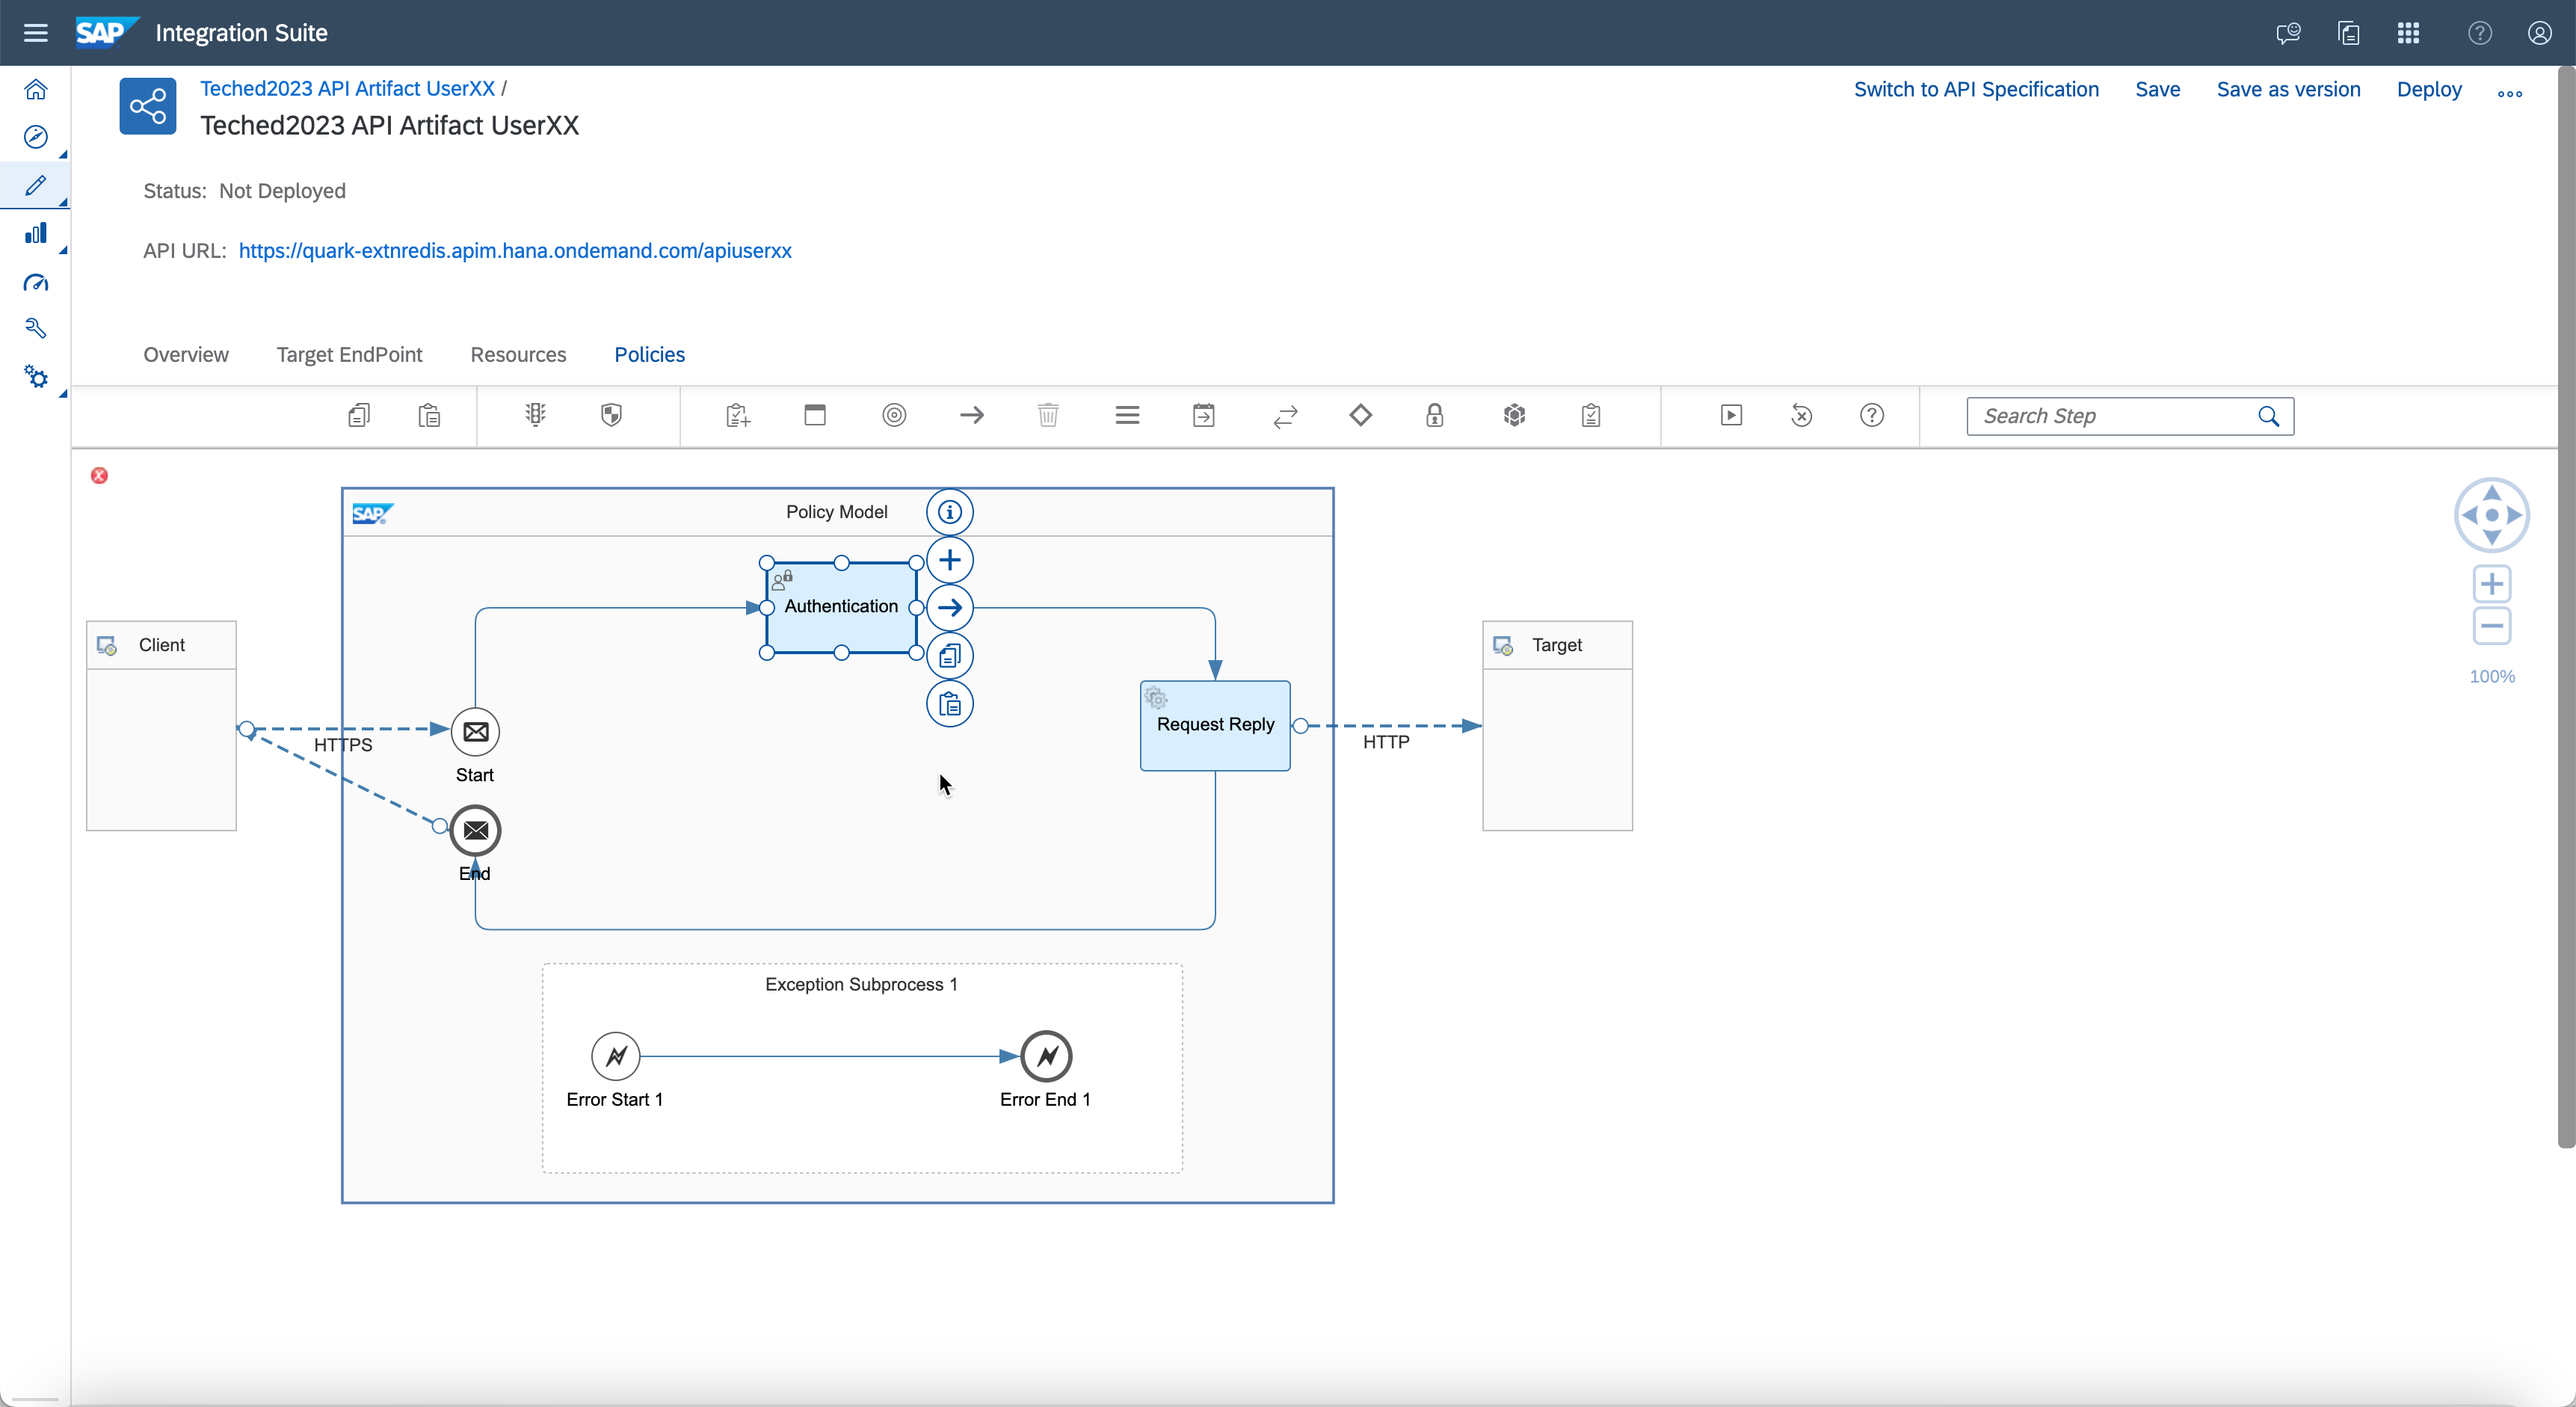 SAP Integration Suite
Teched2023 API Artifact UserXX /
Teched2023 API Artifact UserXX
Switch to API Specification Save Save as version Deploy
Status: Not Deployed
API URL: https://quark-extnredis.apim.hana.ondemand.com/apiuserxx
Overview Target EndPoint Resources Policies
Search Step
SAP Policy Model
Authentication
Client
Target
100%
Request Reply
HTTPS
HTTP
Start
End
Exception Subprocess 1
Error Start 1
Error End 1